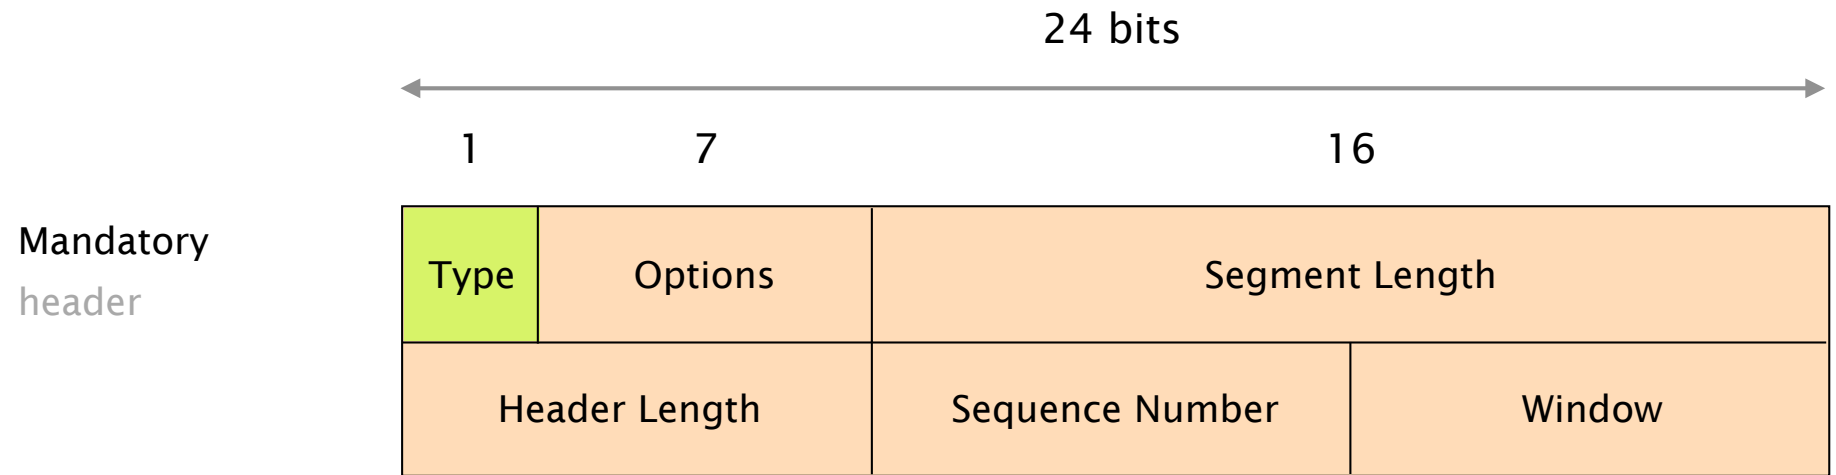 24 bits
1 7 16
Mandatory
header
Type Options Segment Length
Header Length Sequence Number Window